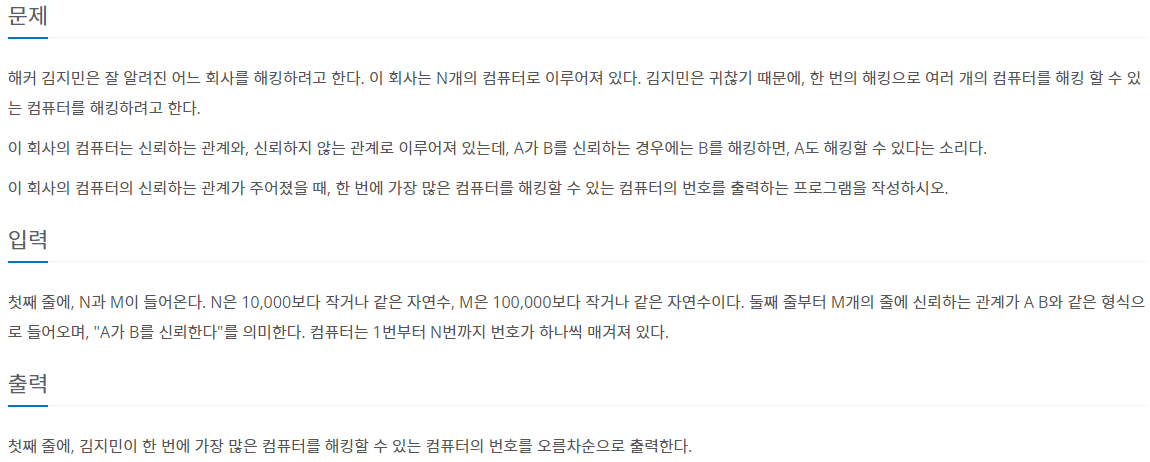 문제
해커 김지민은 잘 알려진 어느 회사를 해킹하려고 한다. 이 회사는 N개의 컴퓨터로 이루어져 있다. 김지민은 귀찮기 때문에, 한 번의 해킹으로 여러 개의 컴퓨터를 해킹 할 수 있
는 컴퓨터를 해킹하려고 한다.
이 회사의 컴퓨터는 신뢰하는 관계와, 신뢰하지 않는 관계로 이루어져 있는데, A가 B를 신뢰하는 경우에는 B를 해킹하면, A도 해킹할 수 있다는 소리다.
이 회사의 컴퓨터의 신뢰하는 관계가 주어졌을 때, 한 번에 가장 많은 컴퓨터를 해킹할 수 있는 컴퓨터의 번호를 출력하는 프로그램을 작성하시오.
입력
첫째 줄에, N과 M이 들어온다. N은 10,000보다 작거나 같은 자연수, M은 100,000보다 작거나 같은 자연수이다. 둘째 줄부터 M개의 줄에 신뢰하는 관계가 A B와 같은 형식으
로 들어오며, "A가 B를 신뢰한다"를 의미한다. 컴퓨터는 1번부터 N번까지 번호가 하나씩 매겨져 있다.
출력
첫째 줄에, 김지민이 한 번에 가장 많은 컴퓨터를 해킹할 수 있는 컴퓨터의 번호를 오름차순으로 출력한다.